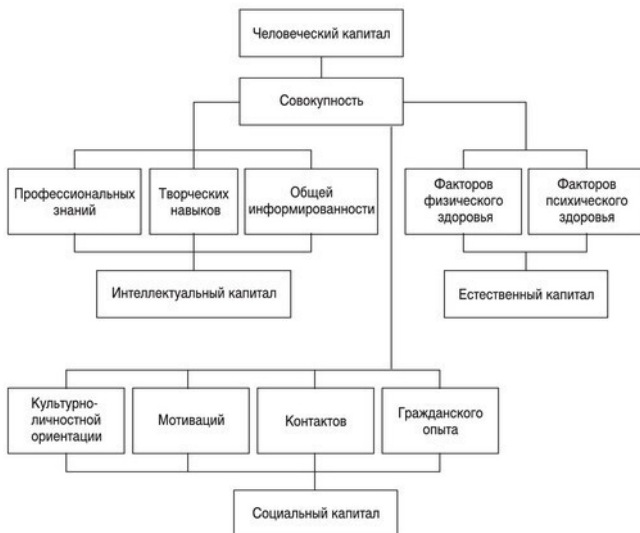 Человеческий капитал
Совокупность
Профессиональных
знаний
Творческих
навыков
Общей
информированности
Факторов
физического
здоровья
Факторов
психического
здоровья
Интеллектуальный капитал
Естественный капитал
Культурно-
личностной
ориентации
Мотиваций
Контактов
Гражданского
опыта
Социальный капитал